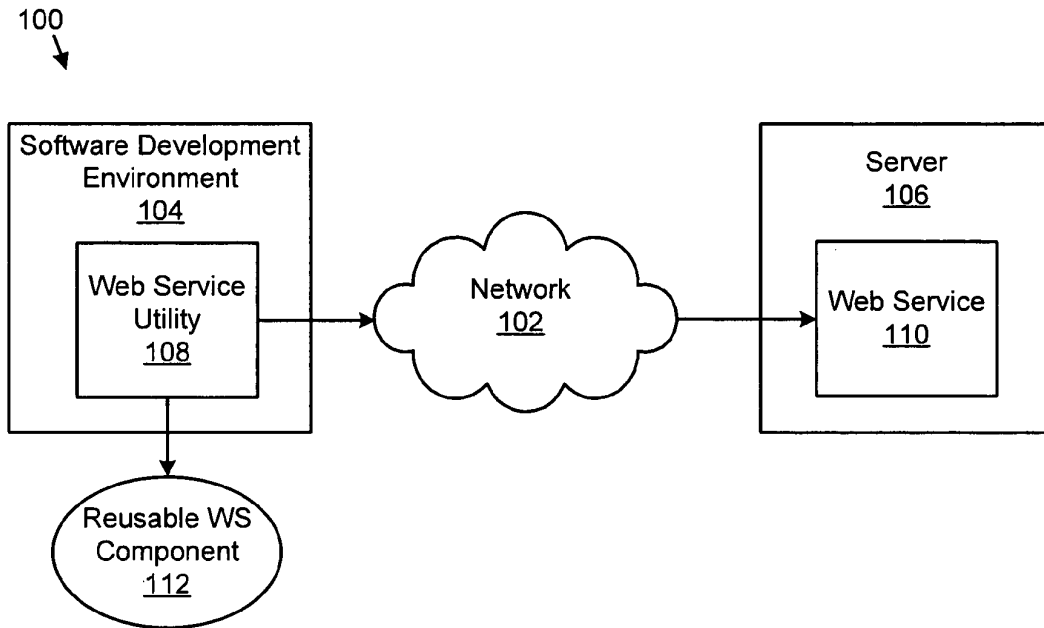 100
Software Development
Environment
104
Web Service
Utility
108
Network
102
Server
106
Web Service
110
Reusable WS
Component
112